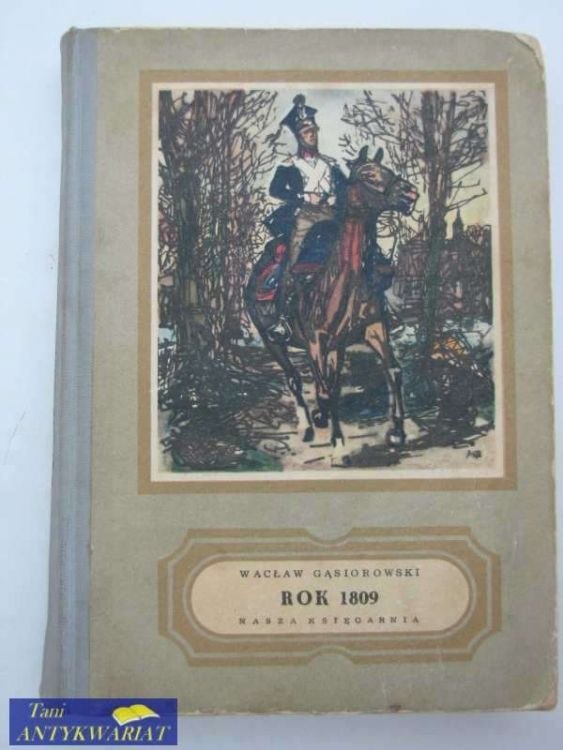 WACŁAW GĄSIOROWSKI
ROK 1809
NASZA KSIĘGARNIA
Tani
ANTYKWARIAT